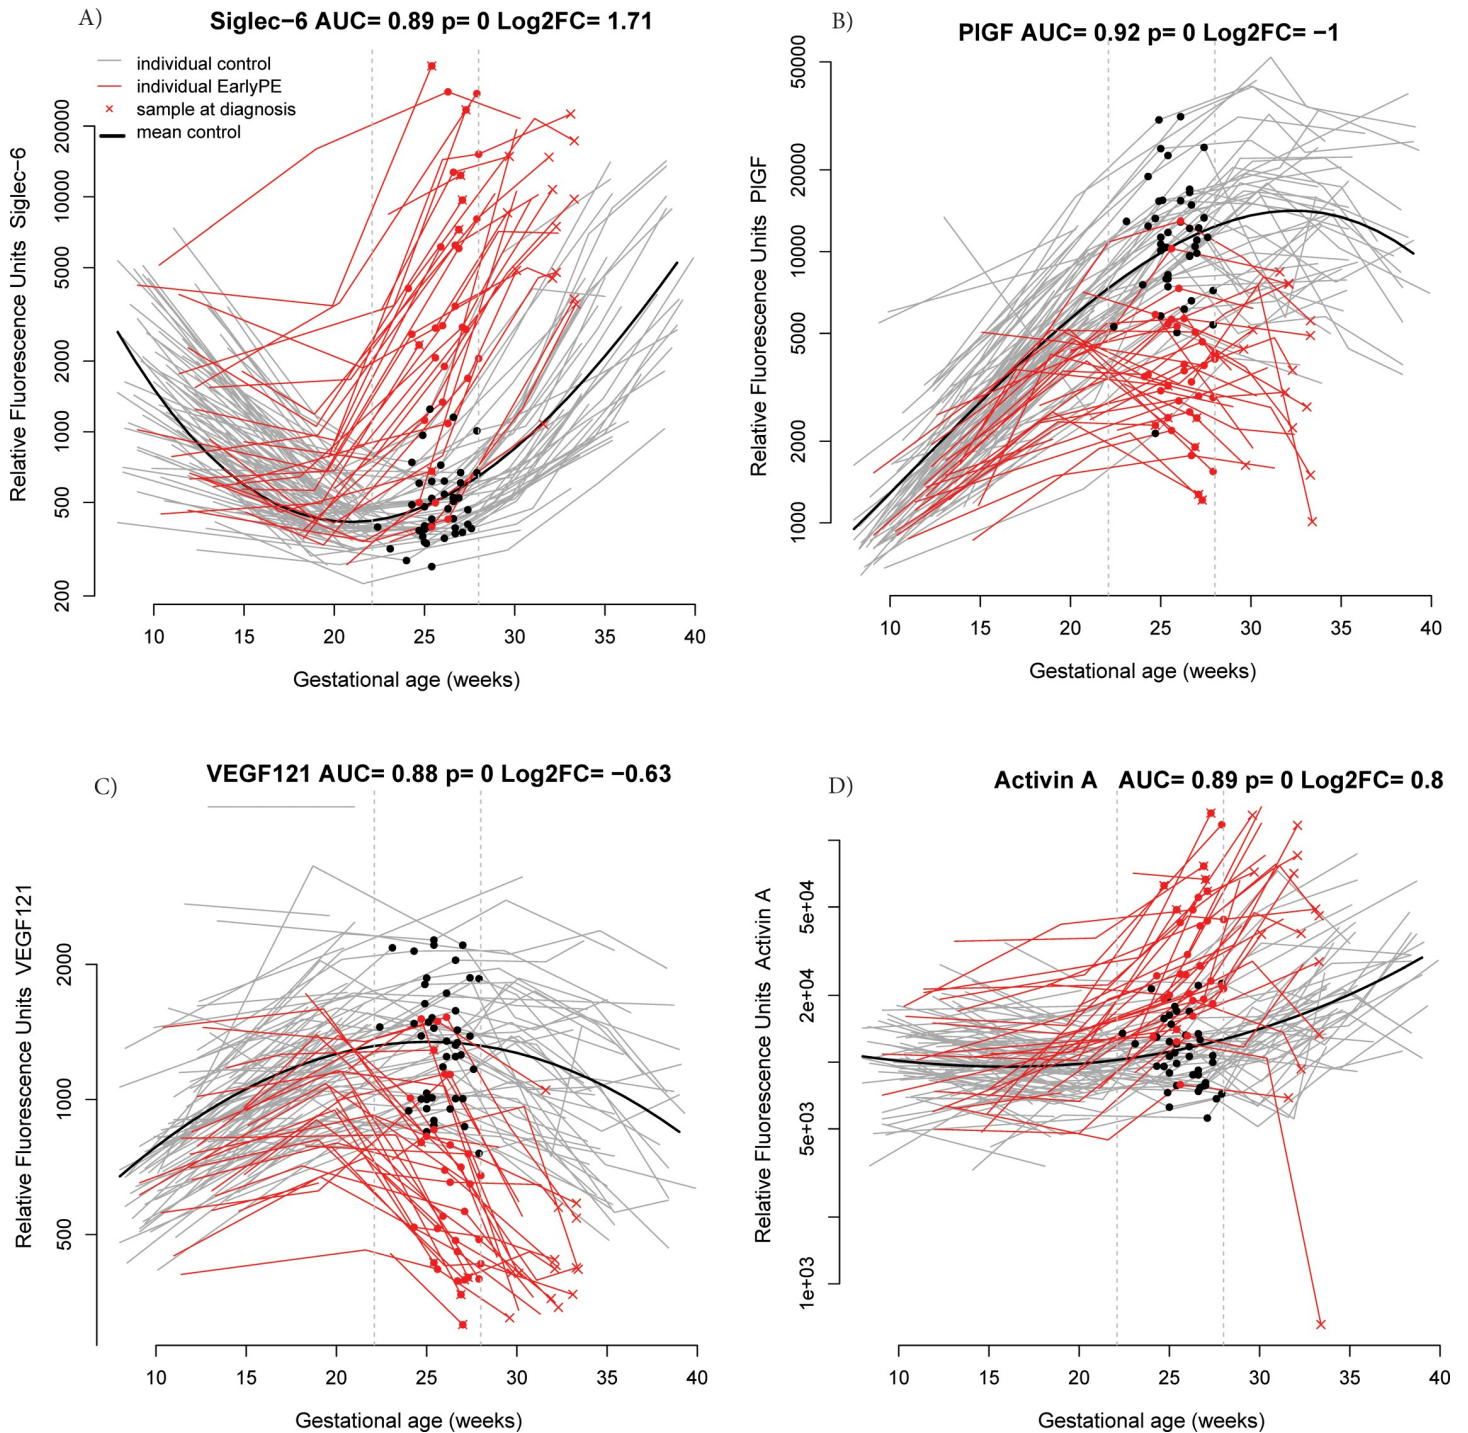 A)
Siglec−6 AUC= 0.89 p= 0 Log2FC= 1.71
individual control
individual EarlyPE
sample at diagnosis
mean control
Relative Fluorescence Units Siglec−6
20000
10000
5000
2000
1000
500
200
10 15 20 25 30 35 40
Gestational age (weeks)
B)
PIGF AUC= 0.92 p= 0 Log2FC= −1
Relative Fluorescence Units PIGF
50000
20000
10000
5000
2000
1000
10 15 20 25 30 35 40
Gestational age (weeks)
C)
VEGF121 AUC= 0.88 p= 0 Log2FC= −0.63
Relative Fluorescence Units VEGF121
2000
1000
500
10 15 20 25 30 35 40
Gestational age (weeks)
D)
Activin A AUC= 0.89 p= 0 Log2FC= 0.8
Relative Fluorescence Units Activin A
5e+04
2e+04
5e+03
1e+03
10 15 20 25 30 35 40
Gestational age (weeks)